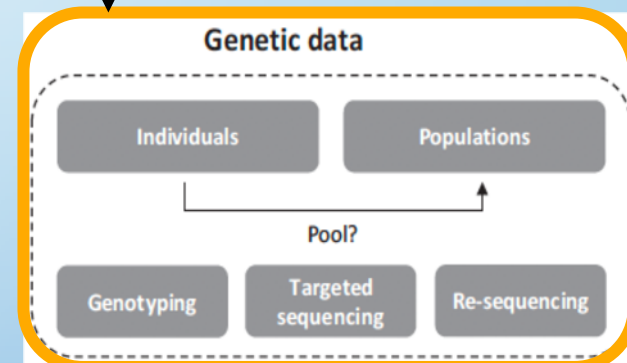 Genetic data
Individuals
Populations
Pool?
Genotyping
Targeted
sequencing
Re-sequencing